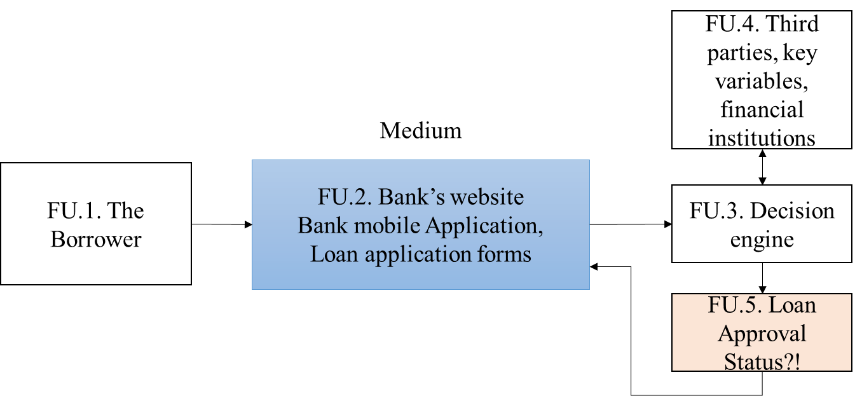 FU.1. The
Borrower
Medium
FU.2. Bank’s website
Bank mobile Application,
Loan application forms
FU.4. Third
parties, key
variables,
financial
institutions
FU.3. Decision
engine
FU.5. Loan
Approval
Status?!